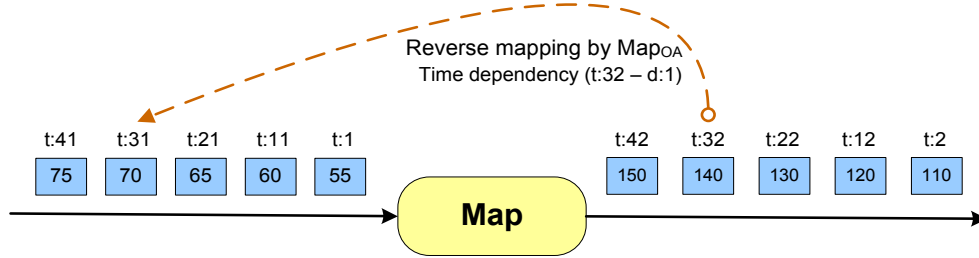 Reverse mapping by MapOA
Time dependency (t:32 – d:1)
t:41 t:31 t:21 t:11 t:1
75 70 65 60 55
Map
t:42 t:32 t:22 t:12 t:2
150 140 130 120 110